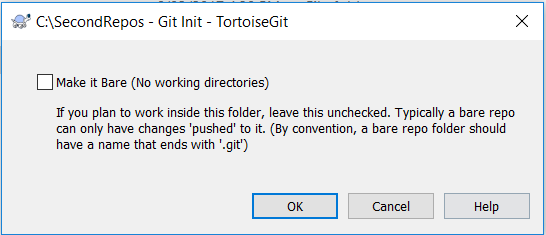 C:\SecondRepos - Git Init - TortoiseGit
Make it Bare (No working directories)
If you plan to work inside this folder, leave this unchecked. Typically a bare repo
can only have changes 'pushed' to it. (By convention, a bare repo folder should
have a name that ends with '.git')
OK Cancel Help